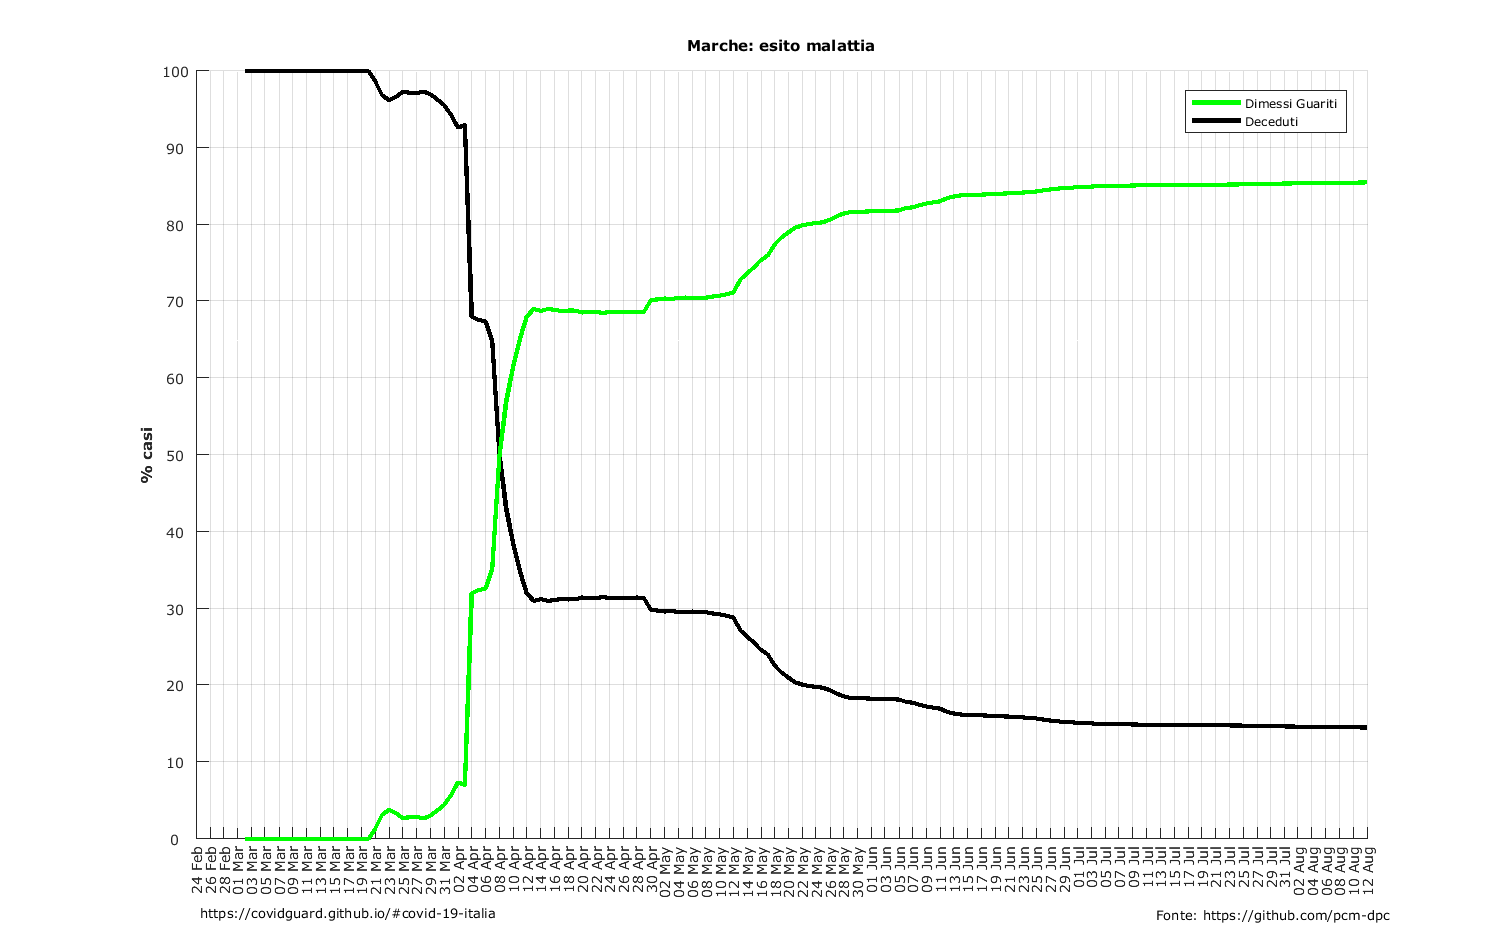 Marche: esito malattia
100
90
80
70
60
50
40
30
20
10
0
% casi
Dimessi Guariti
Deceduti
24 Feb
26 Feb
28 Feb
01 Mar
03 Mar
05 Mar
07 Mar
09 Mar
11 Mar
13 Mar
15 Mar
17 Mar
19 Mar
21 Mar
23 Mar
25 Mar
27 Mar
29 Mar
31 Mar
02 Apr
04 Apr
06 Apr
08 Apr
10 Apr
12 Apr
14 Apr
16 Apr
18 Apr
20 Apr
22 Apr
24 Apr
26 Apr
28 Apr
30 Apr
02 May
04 May
06 May
08 May
10 May
12 May
14 May
16 May
18 May
20 May
22 May
24 May
26 May
28 May
30 May
01 Jun
03 Jun
05 Jun
07 Jun
09 Jun
11 Jun
13 Jun
15 Jun
17 Jun
19 Jun
21 Jun
23 Jun
25 Jun
27 Jun
29 Jun
01 Jul
03 Jul
05 Jul
07 Jul
09 Jul
11 Jul
13 Jul
15 Jul
17 Jul
19 Jul
21 Jul
23 Jul
25 Jul
27 Jul
29 Jul
31 Jul
02 Aug
04 Aug
06 Aug
08 Aug
10 Aug
12 Aug
https://covidguard.github.io/#covid-19-italia
Fonte: https://github.com/pcm-dpc